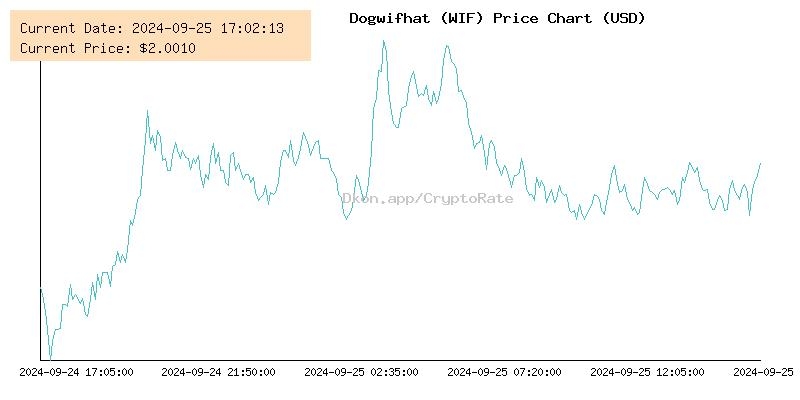 Dogwifhat (WIF) Price Chart (USD)
Current Date: 2024-09-25 17:02:13
Current Price: $2.0010
Dkon.app/CryptoRate
2024-09-24 17:05:00 2024-09-24 21:50:00 2024-09-25 02:35:00 2024-09-25 07:20:00 2024-09-25 12:05:00 2024-09-25